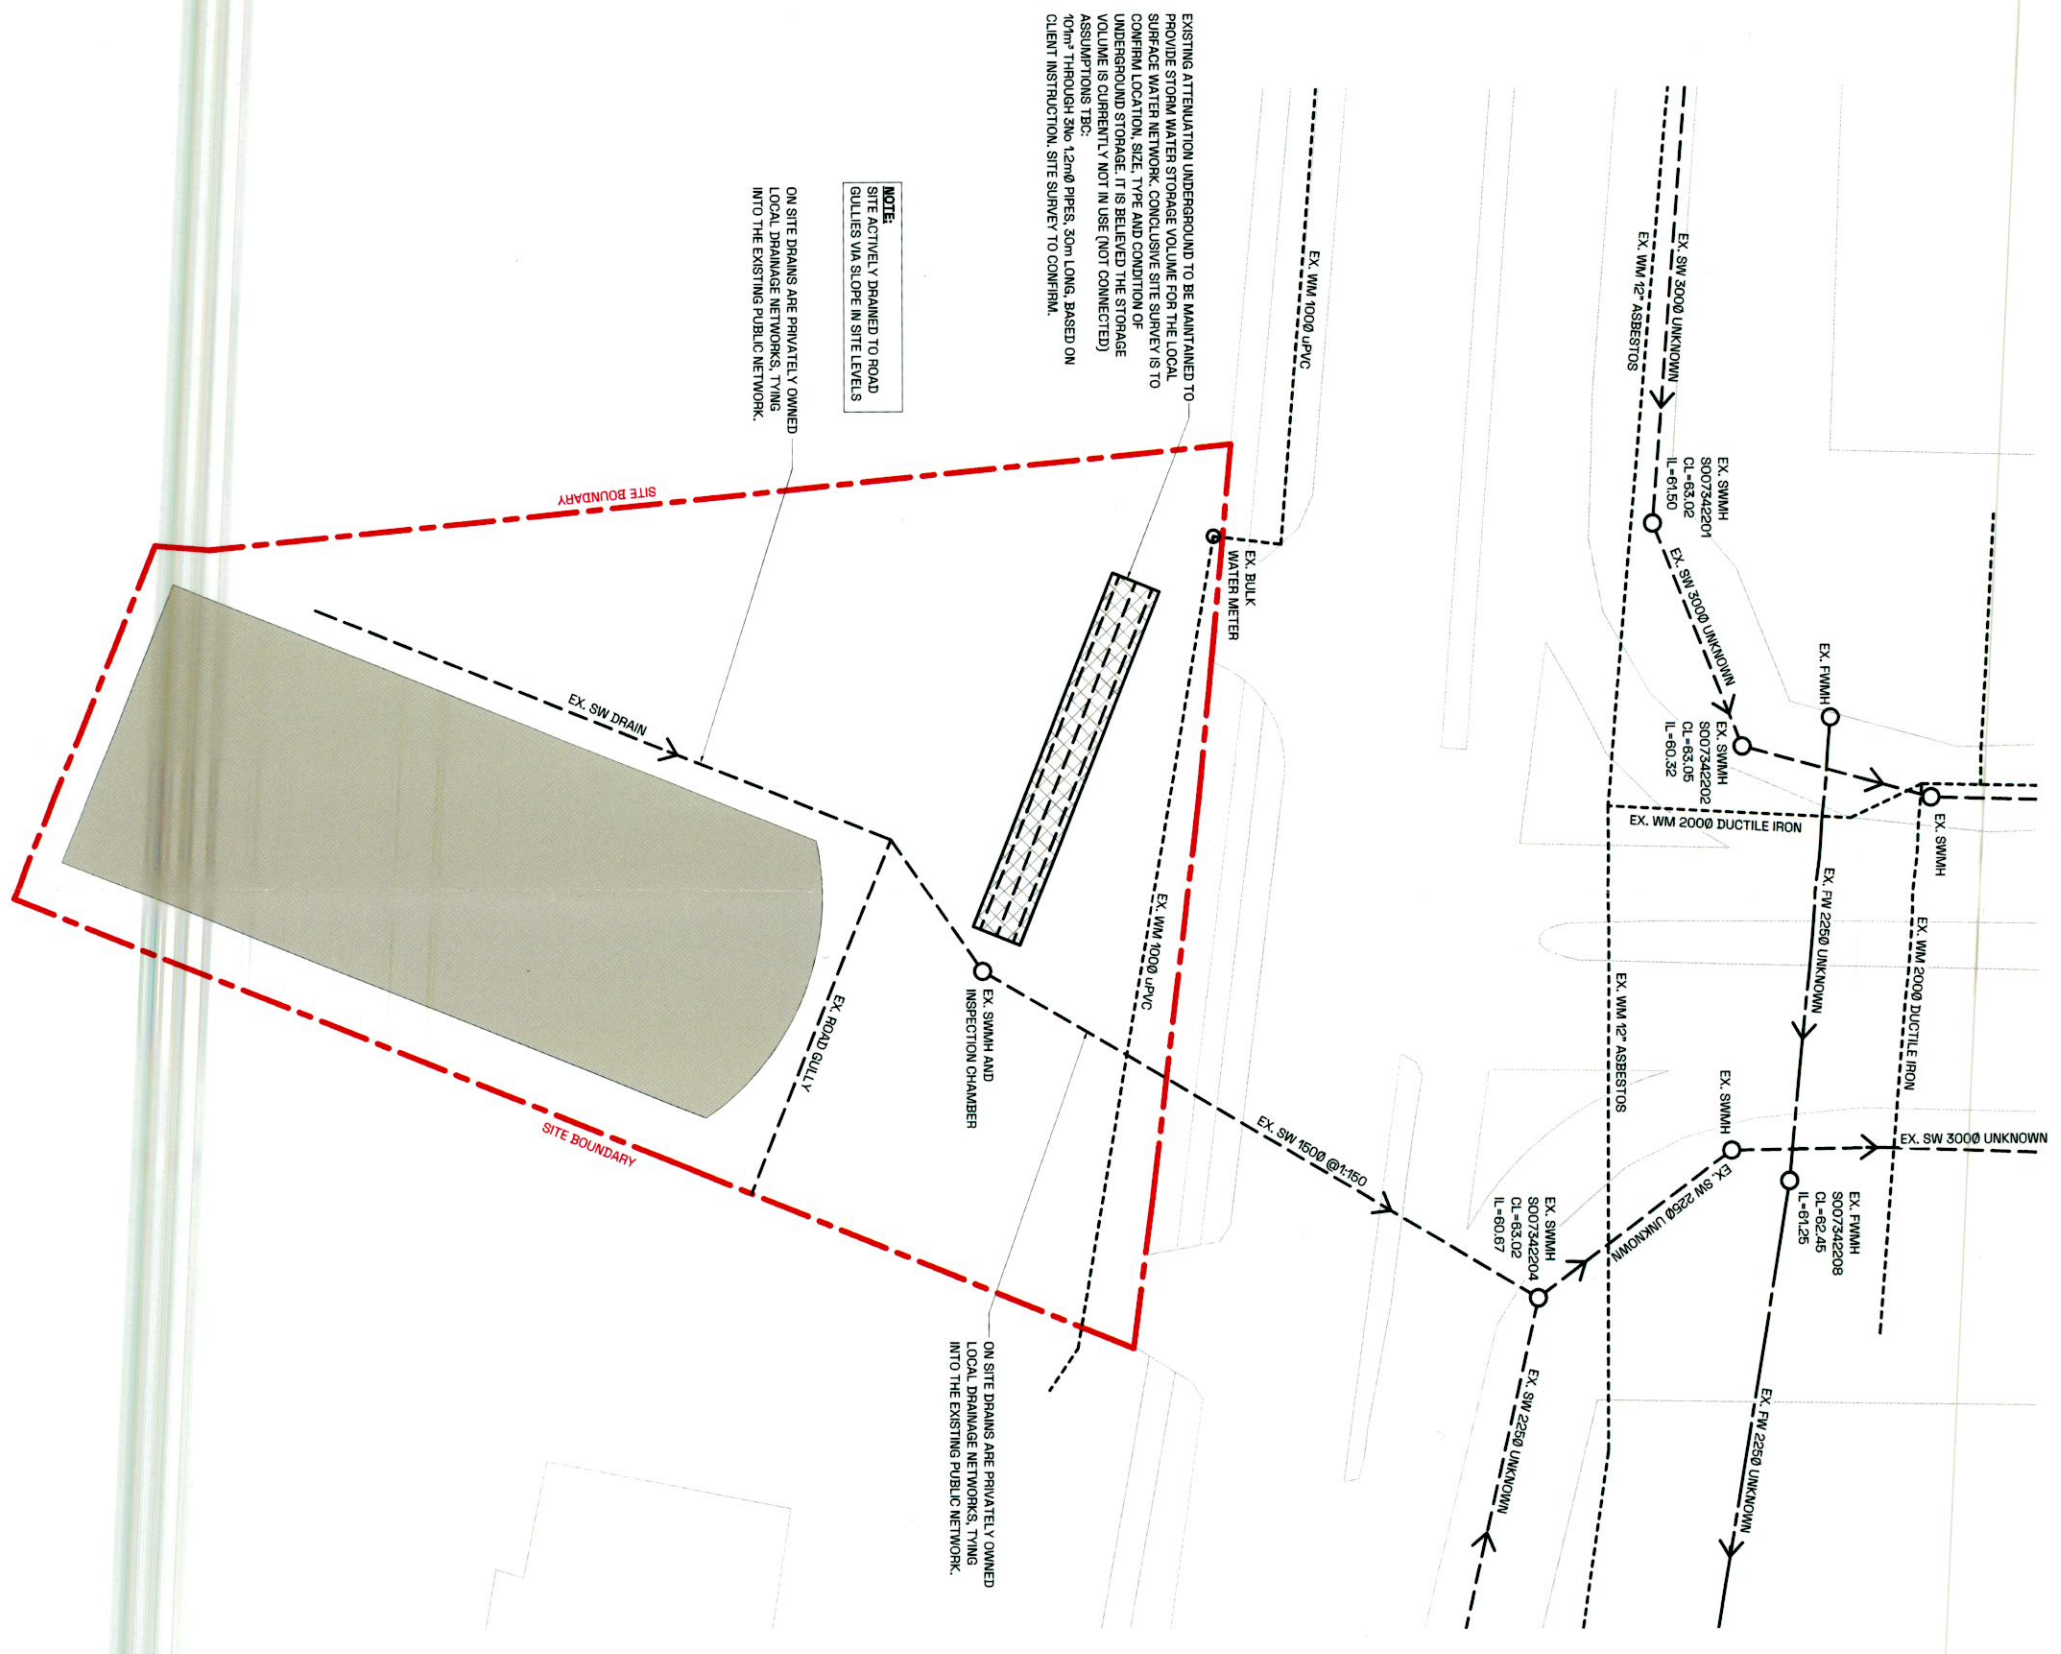 EXISTING ATTENUATION UNDERGROUND TO BE MAINTAINED TO
PROVIDE STORM WATER STORAGE VOLUME FOR THE LOCAL
SURFACE WATER NETWORK. CONCLUSIVE SITE SURVEY IS TO
CONFIRM LOCATION, SIZE, TYPE AND CONDITION OF
UNDERGROUND STORAGE. IT IS BELIEVED THE STORAGE
VOLUME IS CURRENTLY NOT IN USE (NOT CONNECTED)
ASSUMPTIONS TBC:
101m³ THROUGH 3No 1.2mØ PIPES, 30m LONG, BASED ON
CLIENT INSTRUCTION. SITE SURVEY TO CONFIRM.
NOTE:
SITE ACTIVELY DRAINED TO ROAD
GULLIES VIA SLOPE IN SITE LEVELS
ON SITE DRAINS ARE PRIVATELY OWNED
LOCAL DRAINAGE NETWORKS, TYING
INTO THE EXISTING PUBLIC NETWORK.
EX. WM 100Ø uPVC
EX. SW 300Ø UNKNOWN
EX. WM 12" ASBESTOS
EX. SWMH
SO07342201
CL=63.02
IL=61.50
EX. SW 300Ø UNKNOWN
EX. SWMH
SO07342202
CL=63.05
IL=60.32
EX. FWMH
EX. WM 200Ø DUCTILE IRON
EX. SWMH
EX. FW 225Ø UNKNOWN
EX. WM 200Ø DUCTILE IRON
EX. WM 12" ASBESTOS
EX. BULK
WATER METER
SITE BOUNDARY
EX. SW DRAIN
EX. WM 100Ø uPVC
EX. SWMH AND
INSPECTION CHAMBER
EX. ROAD GULLY
SITE BOUNDARY
EX. SW 150Ø @1:150
EX. SWMH
EX. SW 300Ø UNKNOWN
EX. SW 225Ø UNKNOWN
EX. SWMH
SO07342204
CL=63.02
IL=60.67
EX. FWMH
SO07342208
CL=62.45
IL=61.25
EX. SW 225Ø UNKNOWN
EX. FW 225Ø UNKNOWN
ON SITE DRAINS ARE PRIVATELY OWNED
LOCAL DRAINAGE NETWORKS, TYING
INTO THE EXISTING PUBLIC NETWORK.